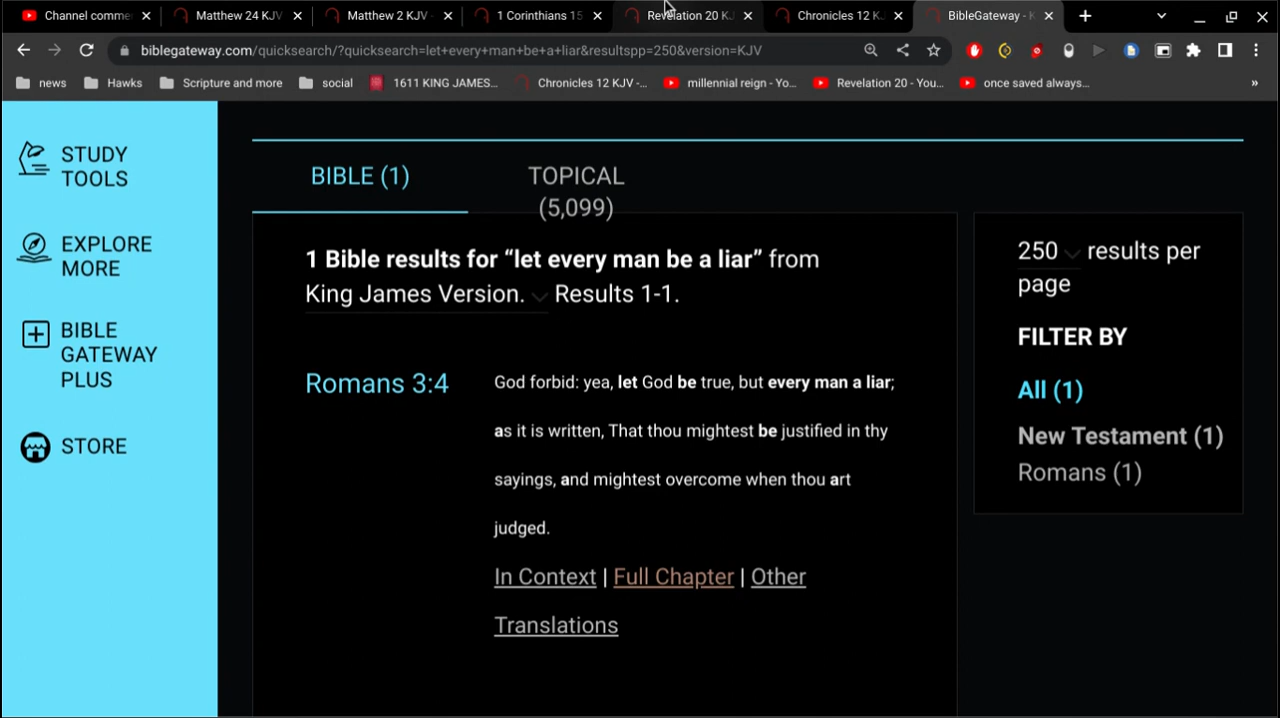 Channel comme
Matthew 24 KJV
Matthew 2 KJV -
1 Corinthians 15
Revelation 20 KJ
Chronicles 12 KJ
BibleGateway - K
biblegateway.com/quicksearch/?quicksearch=let+every+man+be+a+liar&resultspp=250&version=KJV
news
Hawks
Scripture and more
social
1611 KING JAMES...
Chronicles 12 KJV -...
millennial reign - Yo...
Revelation 20 - You...
once saved always...
»
STUDY
TOOLS
EXPLORE
MORE
BIBLE
GATEWAY
PLUS
STORE
BIBLE (1)
TOPICAL
(5,099)
1 Bible results for “let every man be a liar” from
King James Version. Results 1-1.
Romans 3:4
God forbid: yea, let God be true, but every man a liar;
as it is written, That thou mightest be justified in thy
sayings, and mightest overcome when thou art
judged.
In Context | Full Chapter | Other
Translations
250 results per
page
FILTER BY
All (1)
New Testament (1)
Romans (1)